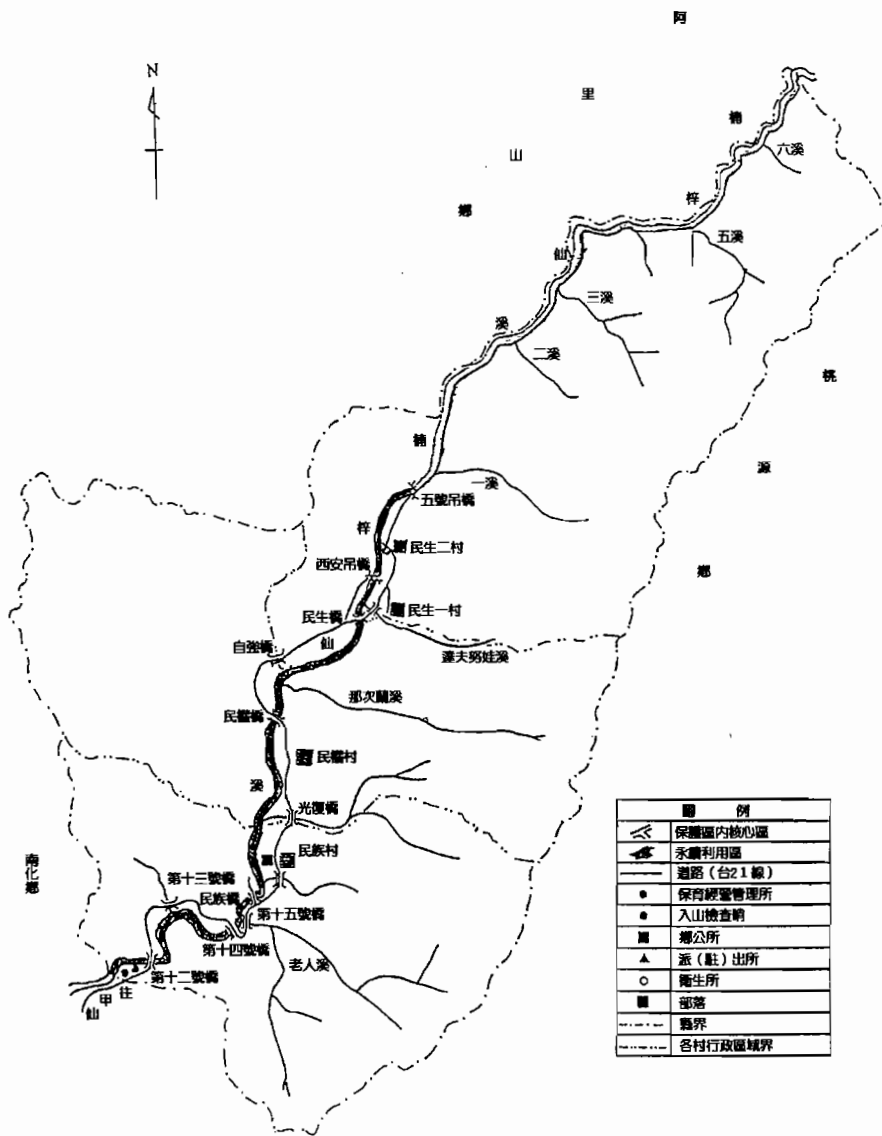 阿里山鄉
N
楠梓仙溪
六溪
五溪
三溪
二溪
桃源鄉
楠梓仙溪
一溪
五號吊橋
民生二村
西安吊橋
民生一村
民生橋
自強橋
達夫努娃溪
那次蘭溪
民權橋
民權村
光復橋
民族村
南化鄉
第十三號橋
民族橋
第十五號橋
第十四號橋
老人溪
第十二號橋
往甲仙
圖例
保護區內核心區
永續利用區
道路（台21線）
保育經營管理所
入山檢查哨
鄉公所
派（駐）出所
衛生所
部落
縣界
各村行政區域界